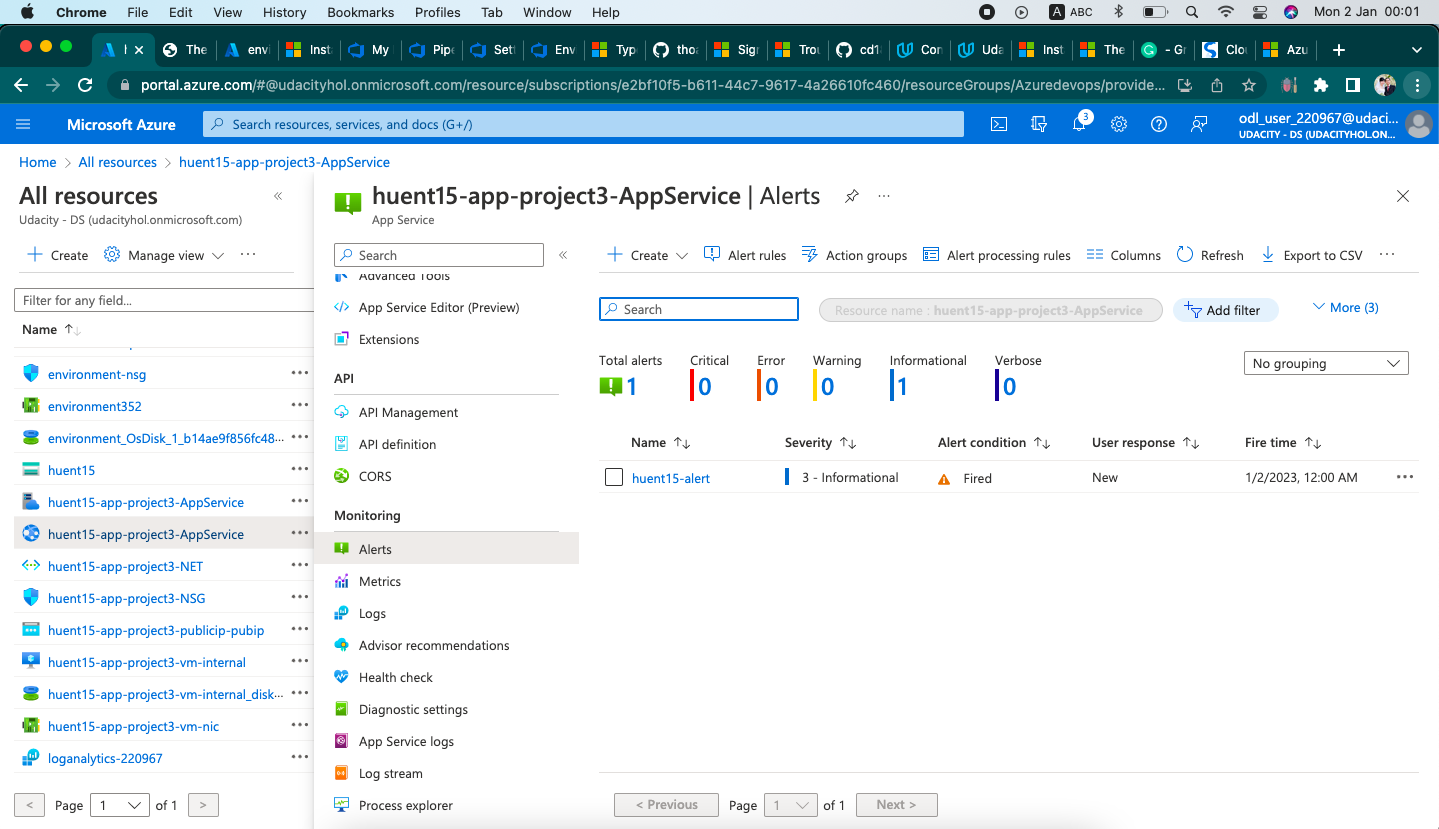 Chrome File Edit View History Bookmarks Profiles Tab Window Help A ABC Mon 2 Jan 00:01
The env Inst My Pipe Set Env Typ tho Sign Trou cd1 Con Uda Inst The - Gr Clo Azu
portal.azure.com/#@udacityhol.onmicrosoft.com/resource/subscriptions/e2bf10f5-b611-44c7-9617-4a26610fc460/resourceGroups/Azuredevops/provide...
Microsoft Azure
Search resources, services, and docs (G+/)
3
odl_user_220967@udaci...
UDACITY - DS (UDACITYHOL.ON...
Home > All resources > huent15-app-project3-AppService
All resources
Udacity - DS (udacityhol.onmicrosoft.com)
Create Manage view ...
Filter for any field...
Name
environment-nsg
environment352
environment_OsDisk_1_b14ae9f856fc48...
huent15
huent15-app-project3-AppService
huent15-app-project3-AppService
huent15-app-project3-NET
huent15-app-project3-NSG
huent15-app-project3-publicip-pubip
huent15-app-project3-vm-internal
huent15-app-project3-vm-internal_disk...
huent15-app-project3-vm-nic
loganalytics-220967
< Page 1 of 1 >
huent15-app-project3-AppService | Alerts
App Service
Search
Advanced Tools
App Service Editor (Preview)
Extensions
API
API Management
API definition
CORS
Monitoring
Alerts
Metrics
Logs
Advisor recommendations
Health check
Diagnostic settings
App Service logs
Log stream
Process explorer
Create Alert rules Action groups Alert processing rules Columns Refresh Export to CSV ...
Search
Resource name : huent15-app-project3-AppService
Add filter
More (3)
Total alerts Critical Error Warning Informational Verbose
1 0 0 0 1 0
No grouping
Name Severity Alert condition User response Fire time
huent15-alert 3 - Informational Fired New 1/2/2023, 12:00 AM
< Previous Page 1 of 1 Next >